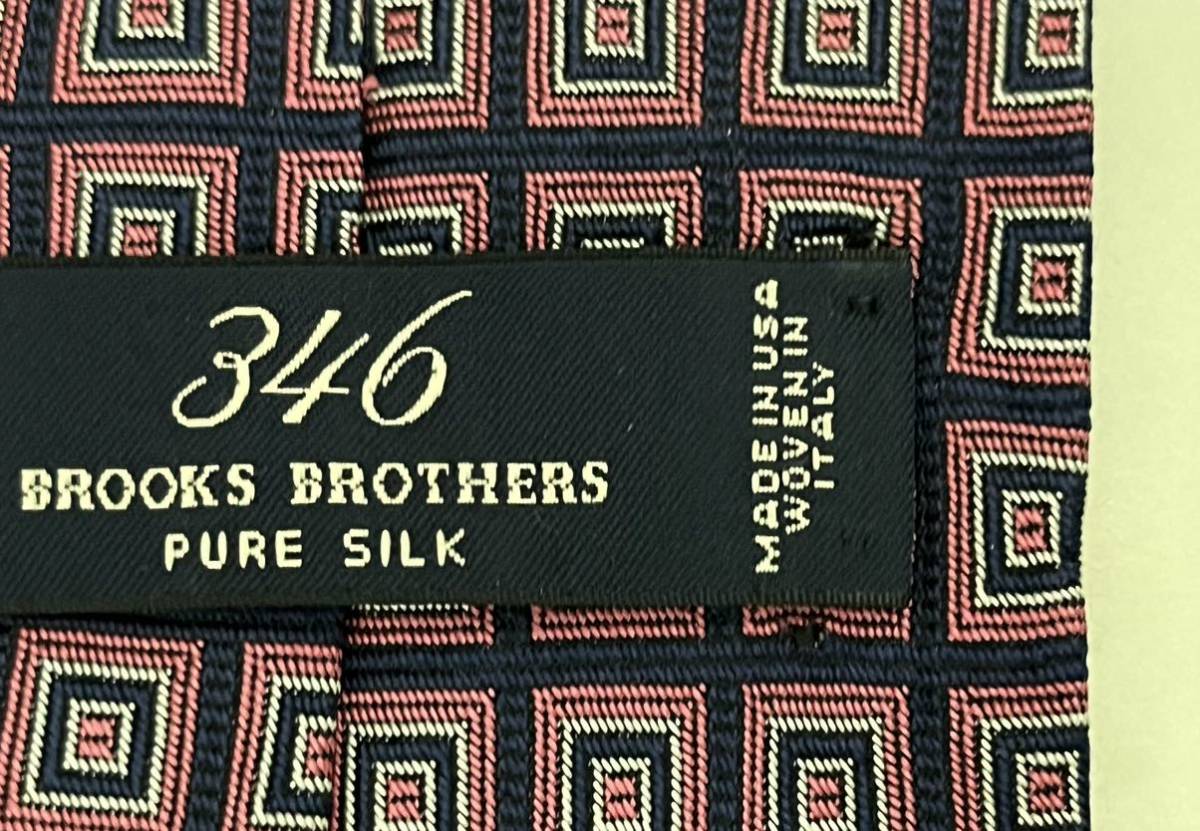 346
BROOKS BROTHERS
PURE SILK
MADE IN USA
WOVEN IN
ITALY